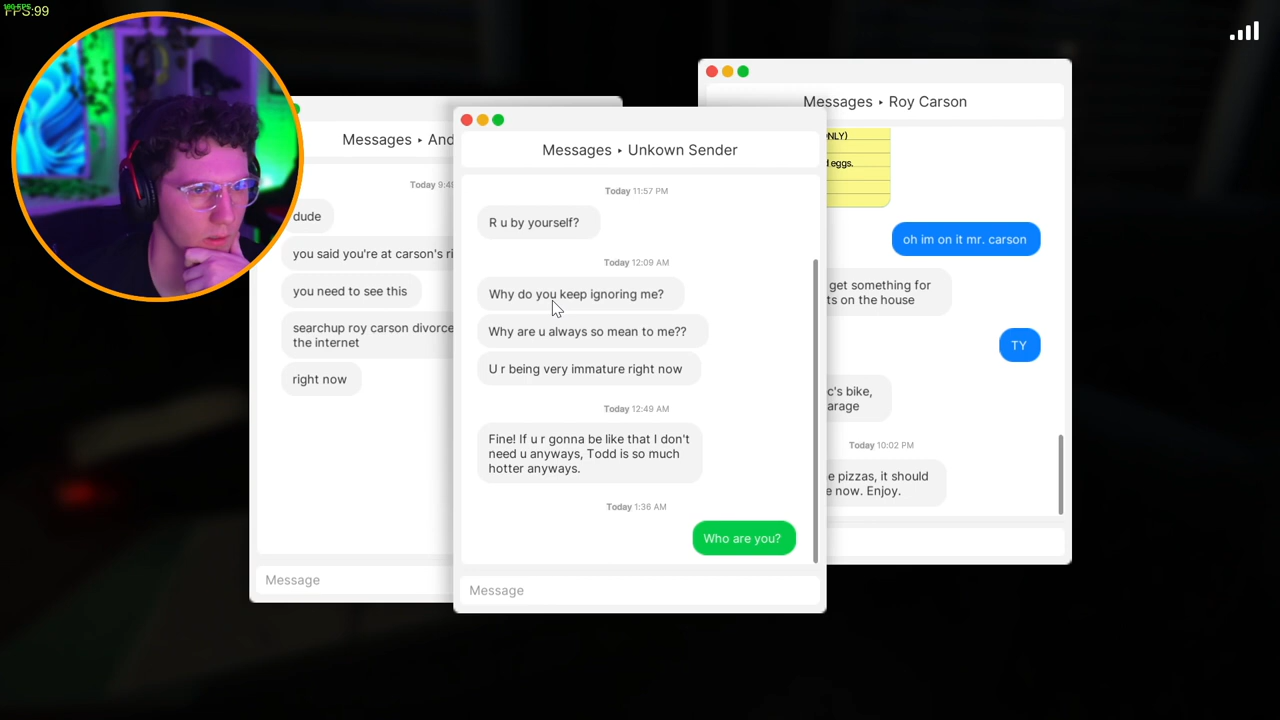 FPS:99
Messages ‣ And
Today 9:48
dude
you said you're at carson's ri
you need to see this
searchup roy carson divorce
the internet
right now
Message
Messages ‣ Unkown Sender
Today 11:57 PM
R u by yourself?
Today 12:09 AM
Why do you keep ignoring me?
Why are u always so mean to me??
U r being very immature right now
Today 12:49 AM
Fine! If u r gonna be like that I don't
need u anyways, Todd is so much
hotter anyways.
Today 1:36 AM
Who are you?
Message
Messages ‣ Roy Carson
NLY)
d eggs.
oh im on it mr. carson
get something for
ts on the house
TY
c's bike,
arage
Today 10:02 PM
e pizzas, it should
e now. Enjoy.